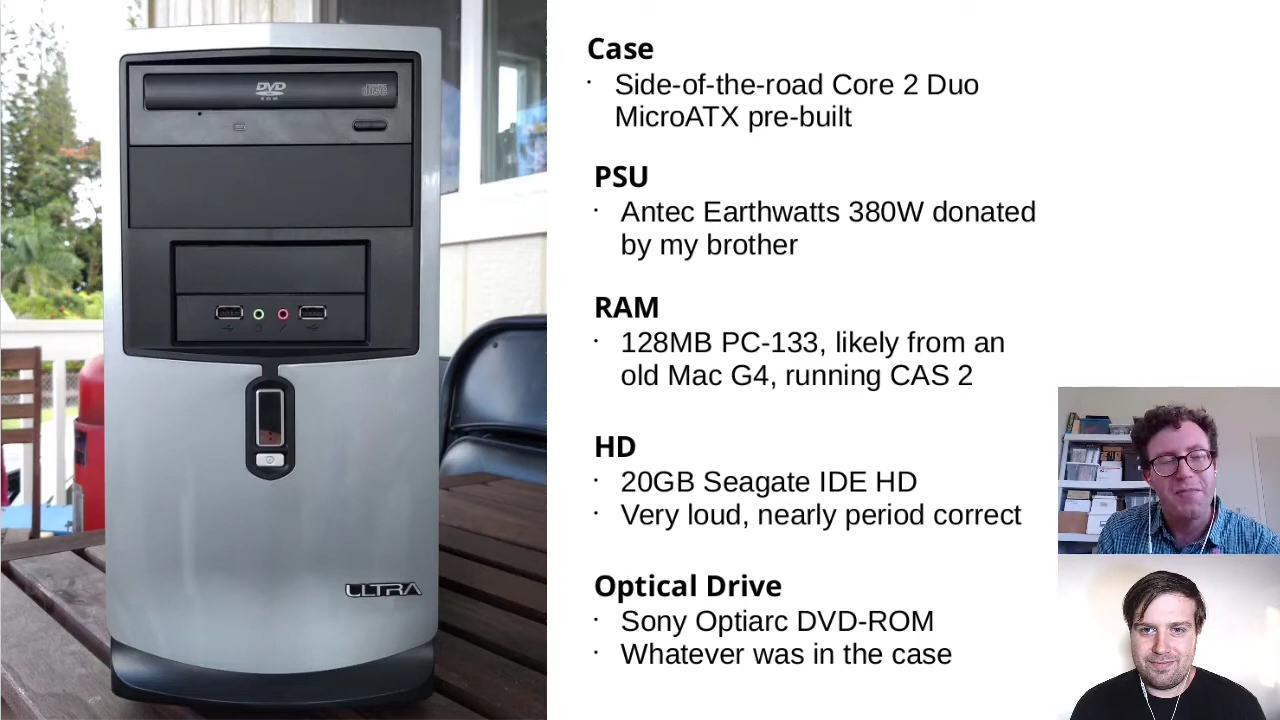 DVD
ROM
disc
ULTRA
Case
· Side-of-the-road Core 2 Duo
MicroATX pre-built
PSU
· Antec Earthwatts 380W donated
by my brother
RAM
· 128MB PC-133, likely from an
old Mac G4, running CAS 2
HD
· 20GB Seagate IDE HD
· Very loud, nearly period correct
Optical Drive
· Sony Optiarc DVD-ROM
· Whatever was in the case